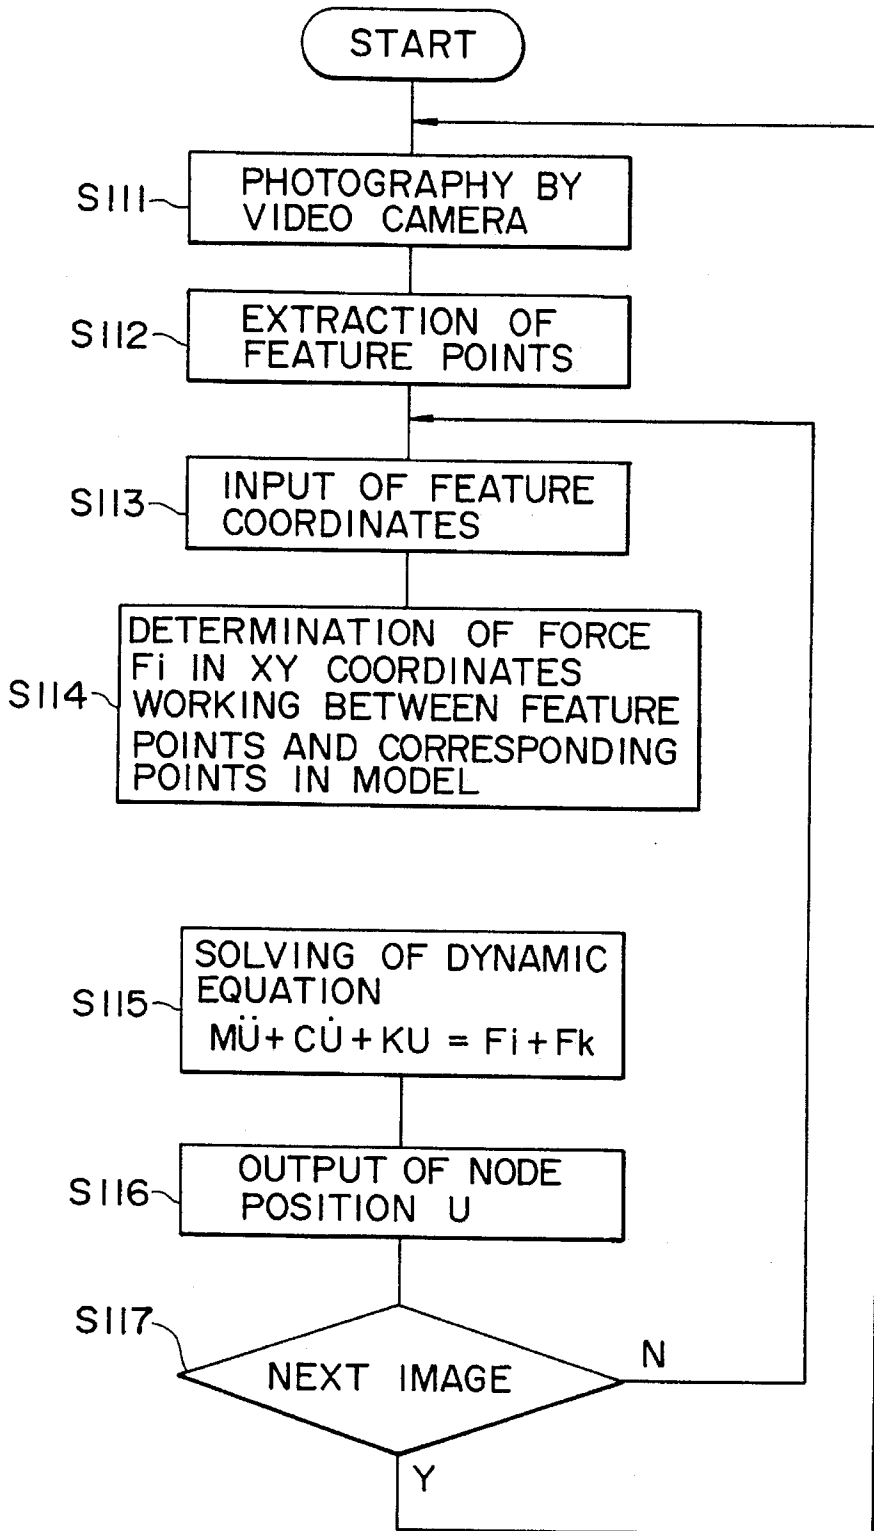 START
S111
PHOTOGRAPHY BY
VIDEO CAMERA
S112
EXTRACTION OF
FEATURE POINTS
S113
INPUT OF FEATURE
COORDINATES
S114
DETERMINATION OF FORCE
Fi IN XY COORDINATES
WORKING BETWEEN FEATURE
POINTS AND CORRESPONDING
POINTS IN MODEL
S115
SOLVING OF DYNAMIC
EQUATION
MÜ + CU̇ + KU = Fi + Fk
S116
OUTPUT OF NODE
POSITION U
S117
NEXT IMAGE
N
Y